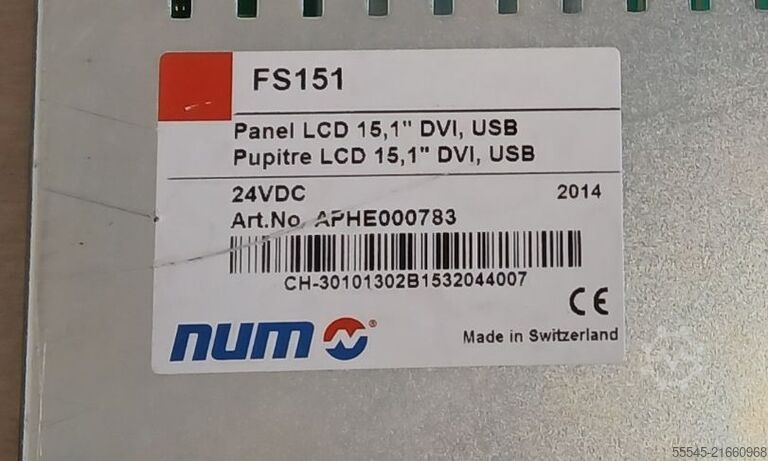 FS151
Panel LCD 15,1" DVI, USB
Pupitre LCD 15,1" DVI, USB
24VDC 2014
Art.No. APHE000783
CH-30101302B1532044007
CE
num®
Made in Switzerland
55545-21660968